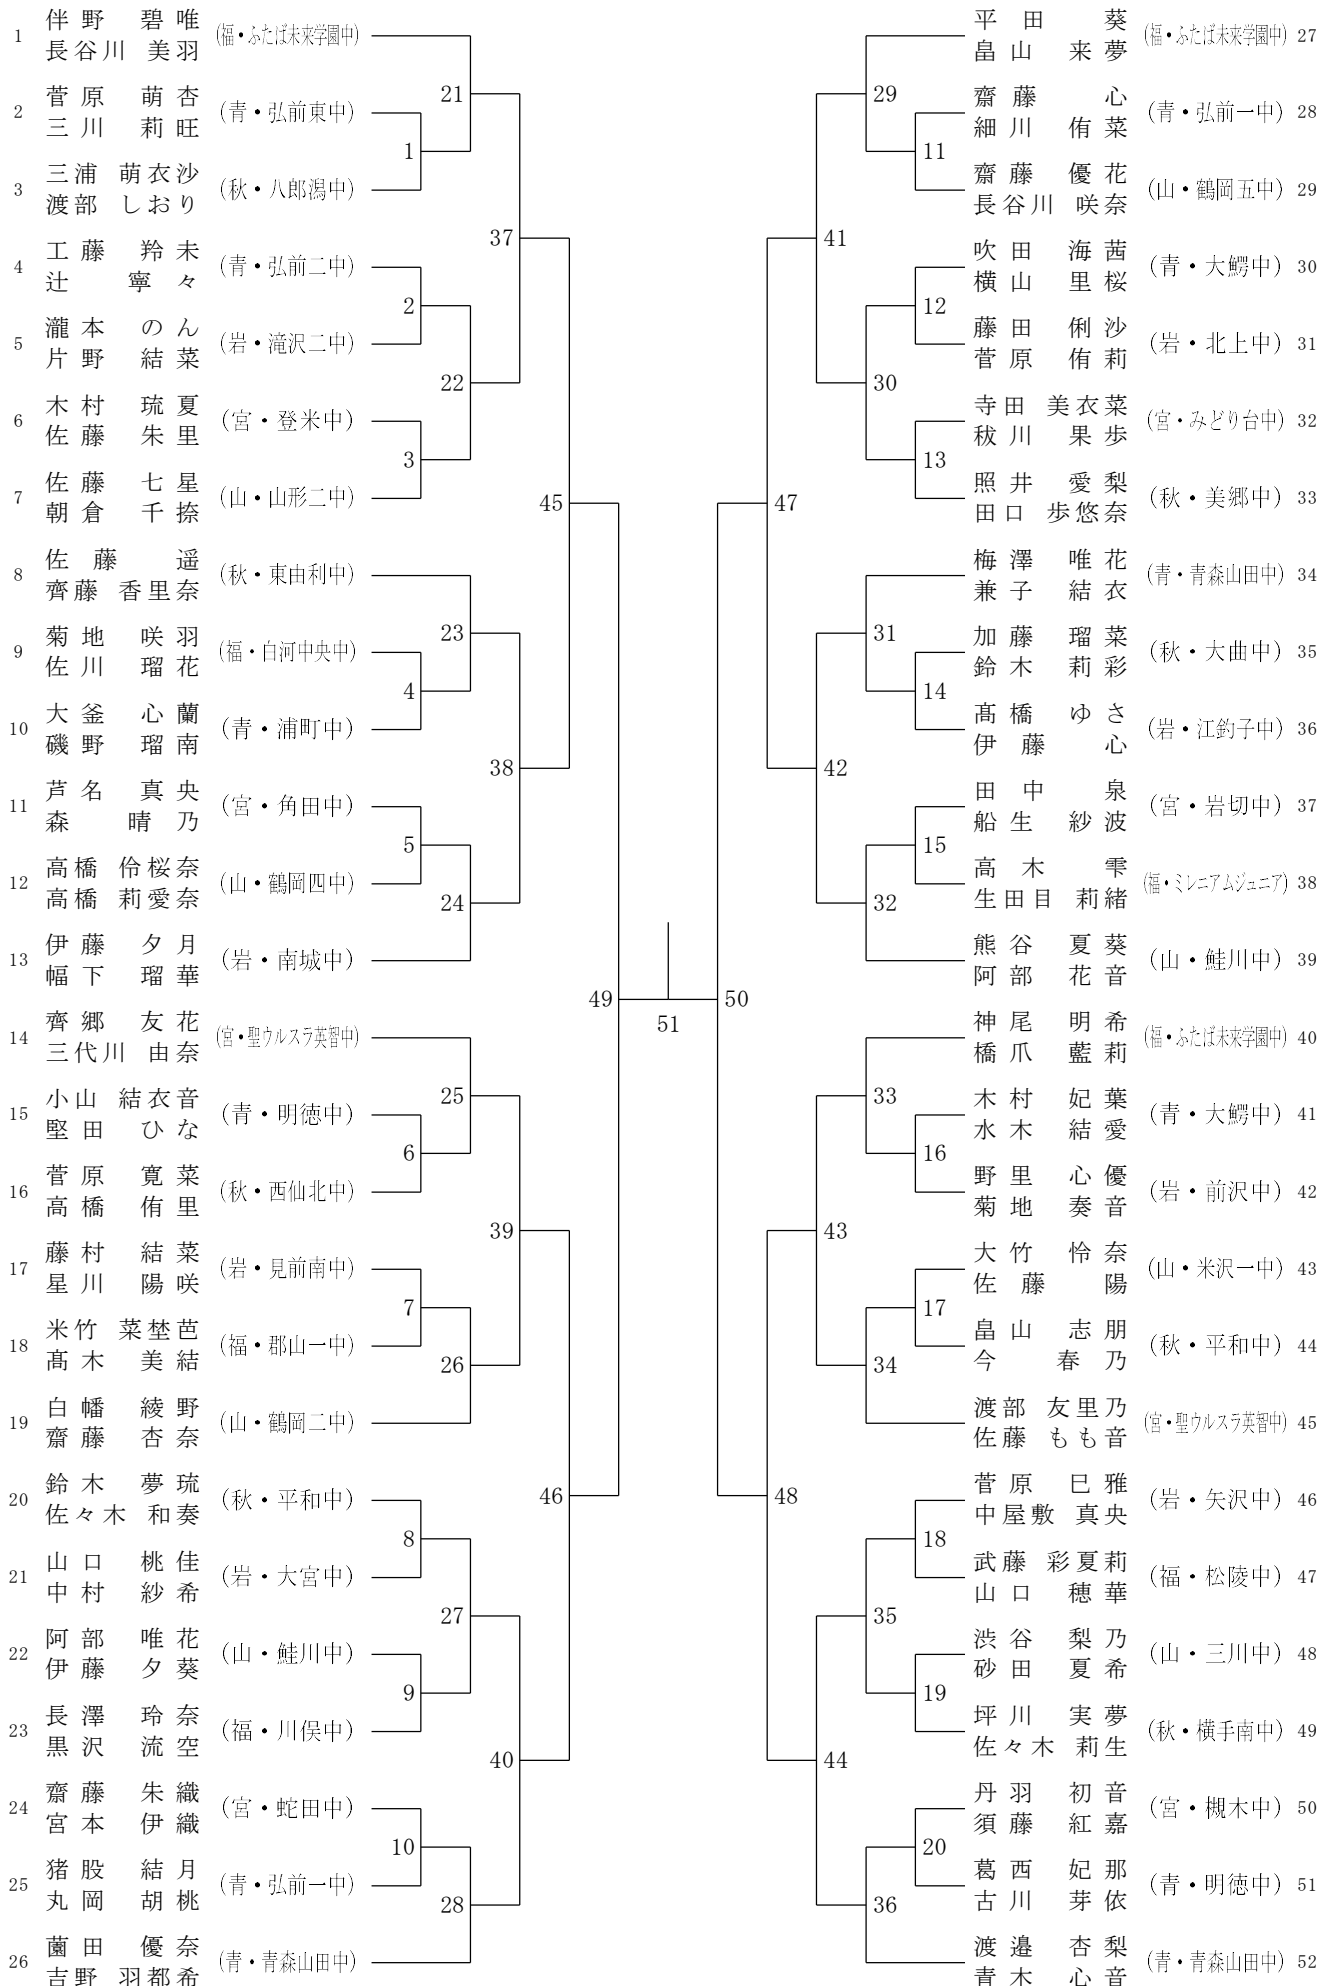 1 伴野 碧唯 (福・ふたば未来学園中)
長谷川 美羽
2 菅原 萌杏 (青・弘前東中)
三川 莉旺
3 三浦 萌衣沙 (秋・八郎潟中)
渡部 しおり
4 工藤 羚未 (青・弘前二中)
辻 寧々
5 瀧本 のん (岩・滝沢二中)
片野 結菜
6 木村 琉夏 (宮・登米中)
佐藤 朱里
7 佐藤 七星 (山・山形二中)
朝倉 千捺
8 佐藤 遥 (秋・東由利中)
齊藤 香里奈
9 菊地 咲羽 (福・白河中央中)
佐川 瑠花
10 大釜 心蘭 (青・浦町中)
磯野 瑠南
11 芦名 真央 (宮・角田中)
森 晴乃
12 高橋 伶桜奈 (山・鶴岡四中)
高橋 莉愛奈
13 伊藤 夕月 (岩・南城中)
幅下 瑠華
14 齊郷 友花 (宮・聖ウルスラ英智中)
三代川 由奈
15 小山 結衣音 (青・明徳中)
堅田 ひな
16 菅原 寛菜 (秋・西仙北中)
高橋 侑里
17 藤村 結菜 (岩・見前南中)
星川 陽咲
18 米竹 菜埜芭 (福・郡山一中)
髙木 美結
19 白幡 綾野 (山・鶴岡二中)
齋藤 杏奈
20 鈴木 夢琉 (秋・平和中)
佐々木 和奏
21 山口 桃佳 (岩・大宮中)
中村 紗希
22 阿部 唯花 (山・鮭川中)
伊藤 夕葵
23 長澤 玲奈 (福・川俣中)
黒沢 流空
24 齋藤 朱織 (宮・蛇田中)
宮本 伊織
25 猪股 結月 (青・弘前一中)
丸岡 胡桃
26 薗田 優奈 (青・青森山田中)
吉野 羽都希
1
2
3
4
5
6
7
8
9
10
21
22
23
24
25
26
27
28
37
38
39
40
45
46
49
51
50
47
48
41
42
43
44
29
30
31
32
33
34
35
36
11
12
13
14
15
16
17
18
19
20
平田 葵 (福・ふたば未来学園中) 27
畠山 来夢
齋藤 心 (青・弘前一中) 28
細川 侑菜
齋藤 優花 (山・鶴岡五中) 29
長谷川 咲奈
吹田 海茜 (青・大鰐中) 30
横山 里桜
藤田 俐沙 (岩・北上中) 31
菅原 侑莉
寺田 美衣菜 (宮・みどり台中) 32
秡川 果歩
照井 愛梨 (秋・美郷中) 33
田口 歩悠奈
梅澤 唯花 (青・青森山田中) 34
兼子 結衣
加藤 瑠菜 (秋・大曲中) 35
鈴木 莉彩
髙橋 ゆさ (岩・江釣子中) 36
伊藤 心
田中 泉 (宮・岩切中) 37
船生 紗波
高木 雫 (福・ミレニアムジュニア) 38
生田目 莉緒
熊谷 夏葵 (山・鮭川中) 39
阿部 花音
神尾 明希 (福・ふたば未来学園中) 40
橋爪 藍莉
木村 妃葉 (青・大鰐中) 41
水木 結愛
野里 心優 (岩・前沢中) 42
菊地 奏音
大竹 怜奈 (山・米沢一中) 43
佐藤 陽
畠山 志朋 (秋・平和中) 44
今 春乃
渡部 友里乃 (宮・聖ウルスラ英智中) 45
佐藤 もも音
菅原 巳雅 (岩・矢沢中) 46
中屋敷 真央
武藤 彩夏莉 (福・松陵中) 47
山口 穂華
渋谷 梨乃 (山・三川中) 48
砂田 夏希
坪川 実夢 (秋・横手南中) 49
佐々木 莉生
丹羽 初音 (宮・槻木中) 50
須藤 紅嘉
葛西 妃那 (青・明徳中) 51
古川 芽依
渡邉 杏梨 (青・青森山田中) 52
青木 心音